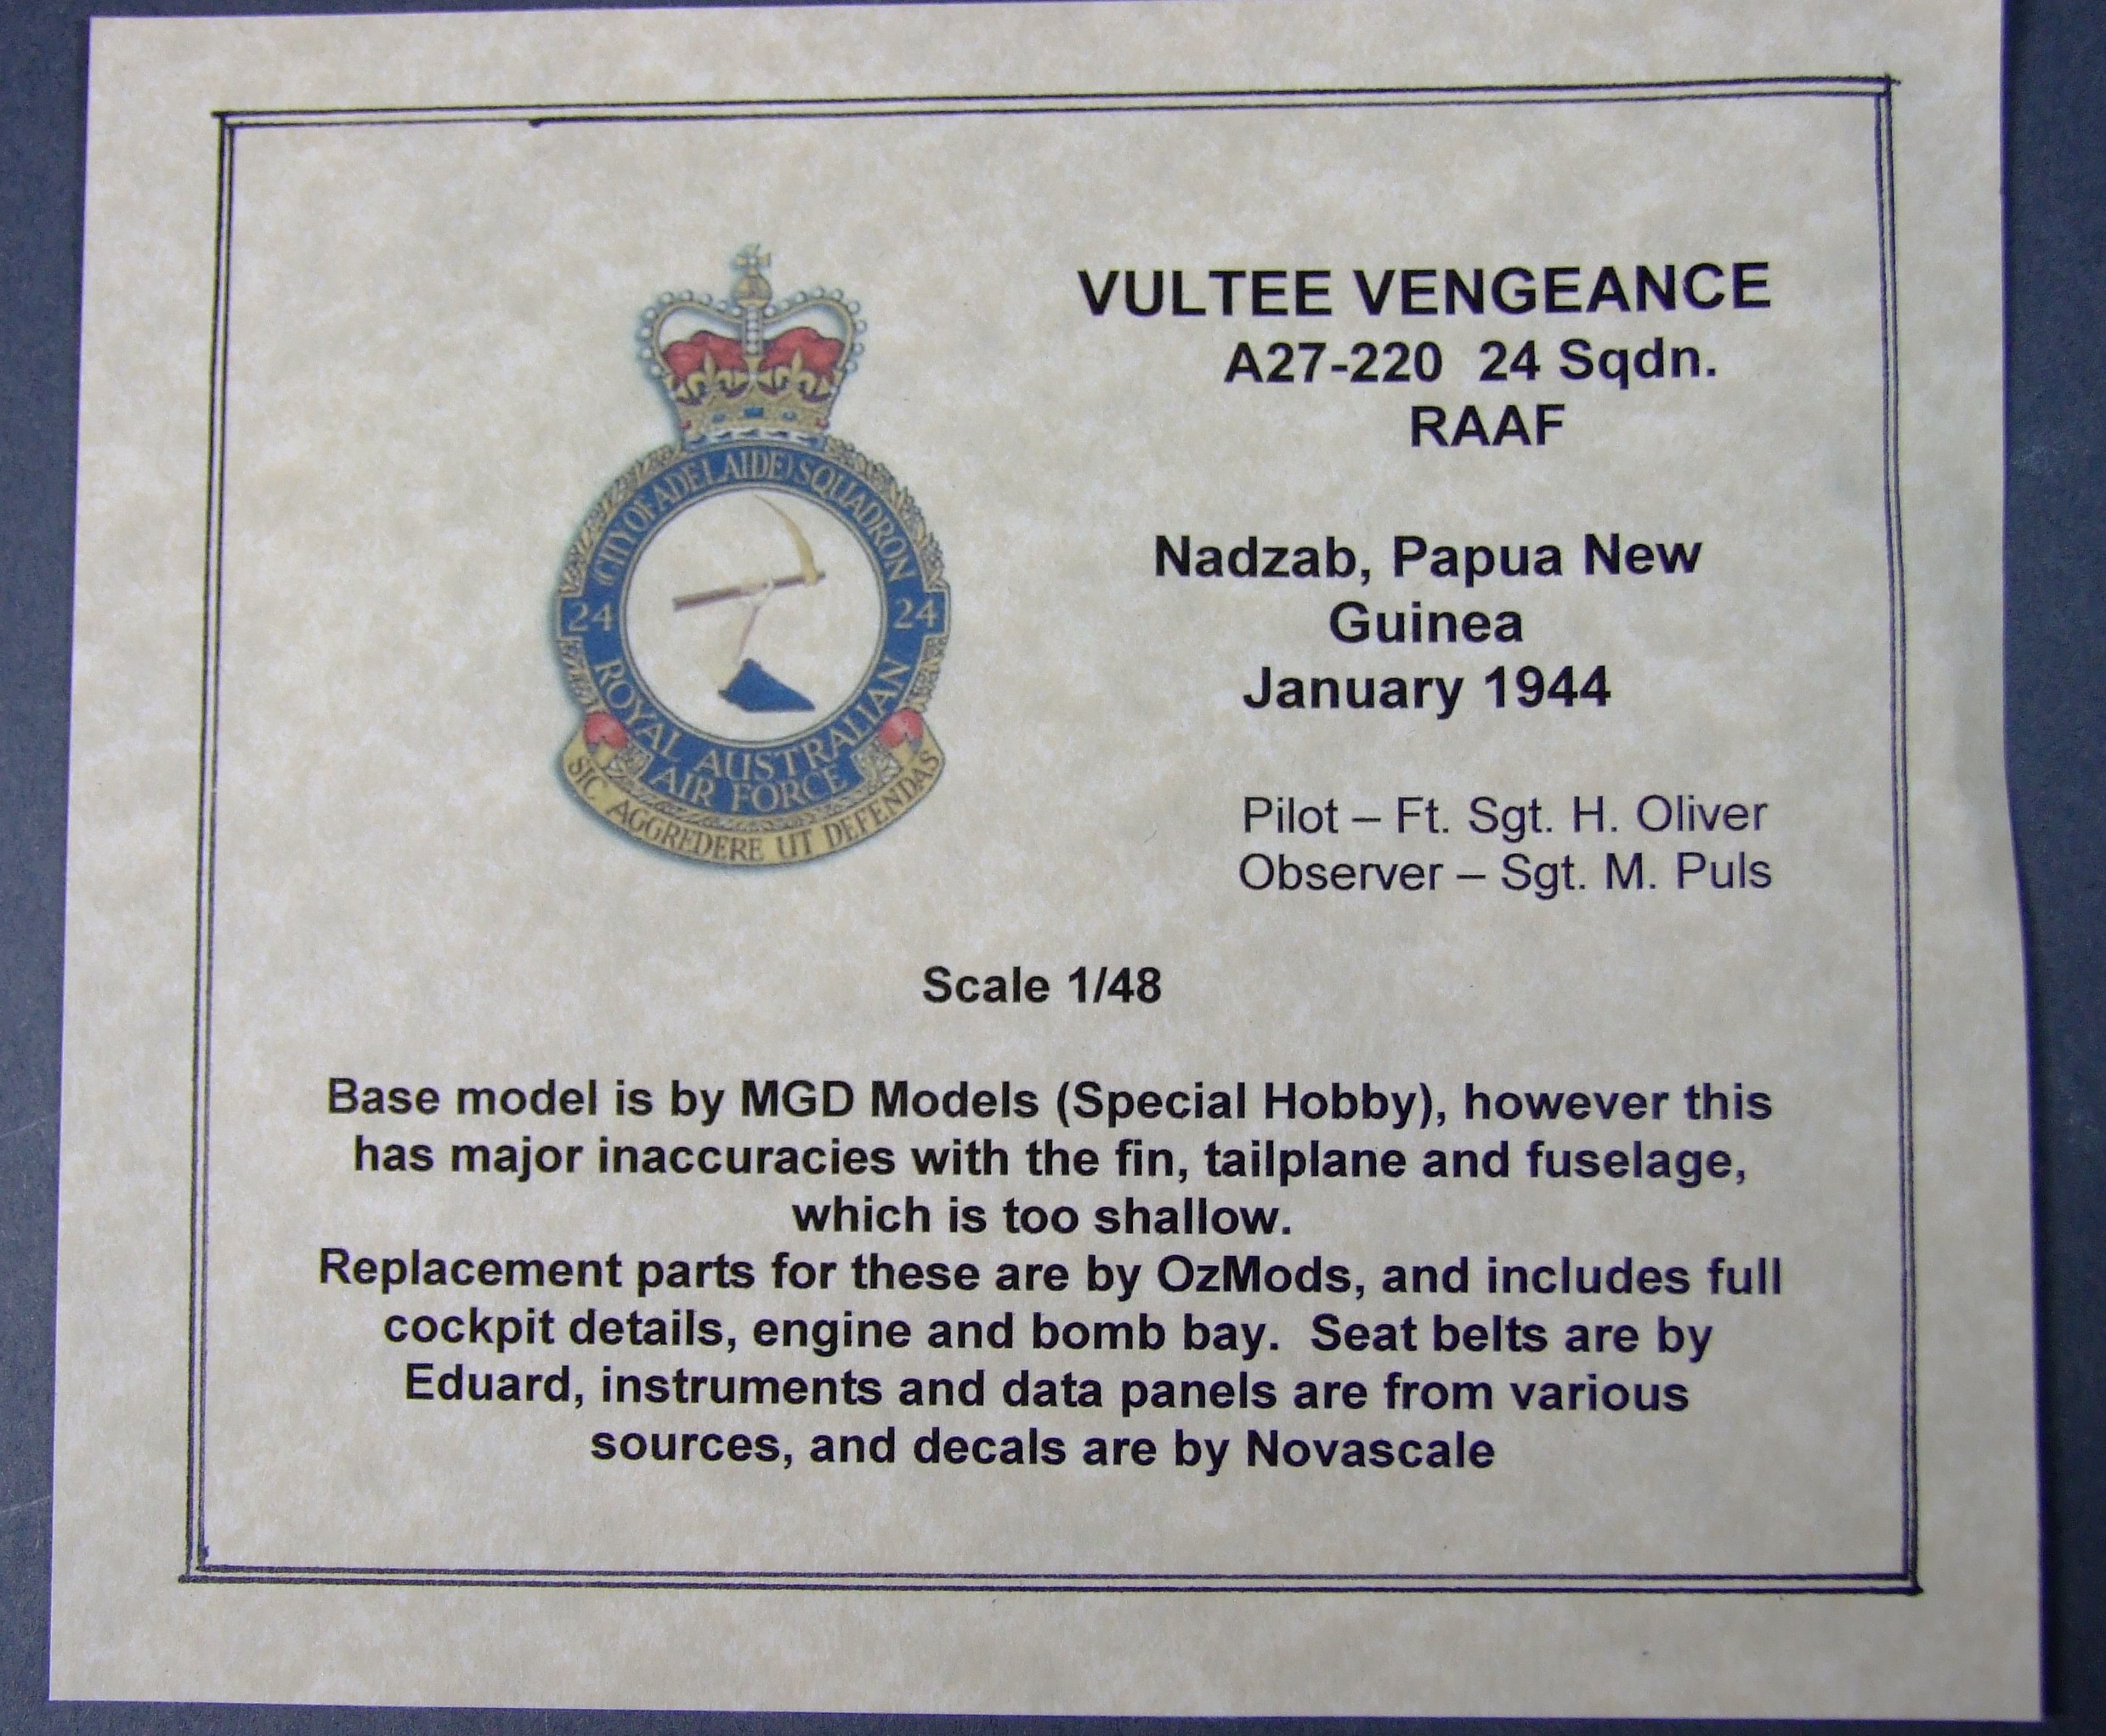 (CITY OF ADELAIDE) SQUADRON
24 24
ROYAL AUSTRALIAN
AIR FORCE
SIC AGGREDERE UT DEFENDAS
VULTEE VENGEANCE
A27-220 24 Sqdn.
RAAF
Nadzab, Papua New
Guinea
January 1944
Pilot – Ft. Sgt. H. Oliver
Observer – Sgt. M. Puls
Scale 1/48
Base model is by MGD Models (Special Hobby), however this
has major inaccuracies with the fin, tailplane and fuselage,
which is too shallow.
Replacement parts for these are by OzMods, and includes full
cockpit details, engine and bomb bay. Seat belts are by
Eduard, instruments and data panels are from various
sources, and decals are by Novascale